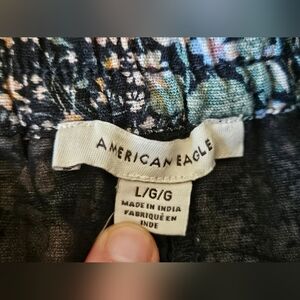 AMERICAN EAGLE
L/G/G
MADE IN INDIA
FABRIQUÉ EN
INDE